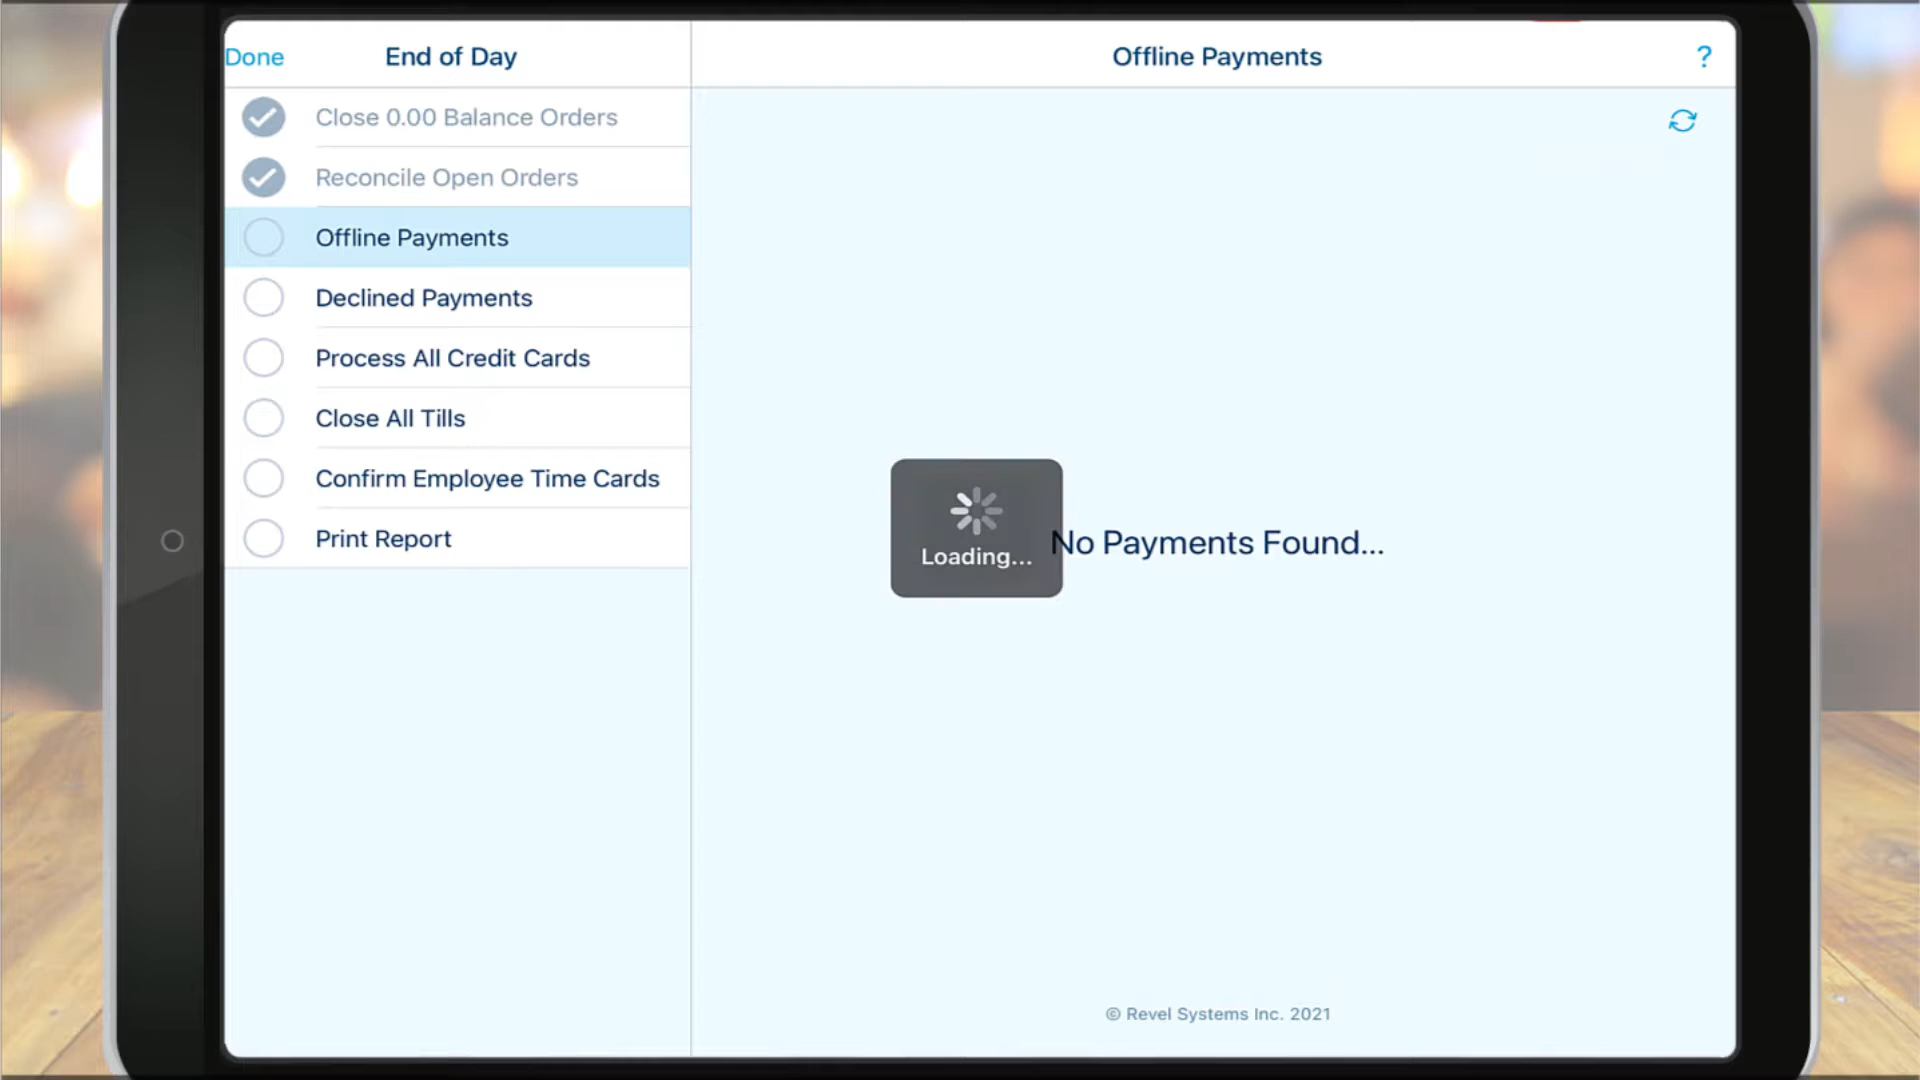 Done
End of Day
Offline Payments
?
Close 0.00 Balance Orders
Reconcile Open Orders
Offline Payments
Declined Payments
Process All Credit Cards
Close All Tills
Confirm Employee Time Cards
Print Report
Loading...
No Payments Found...
© Revel Systems Inc. 2021